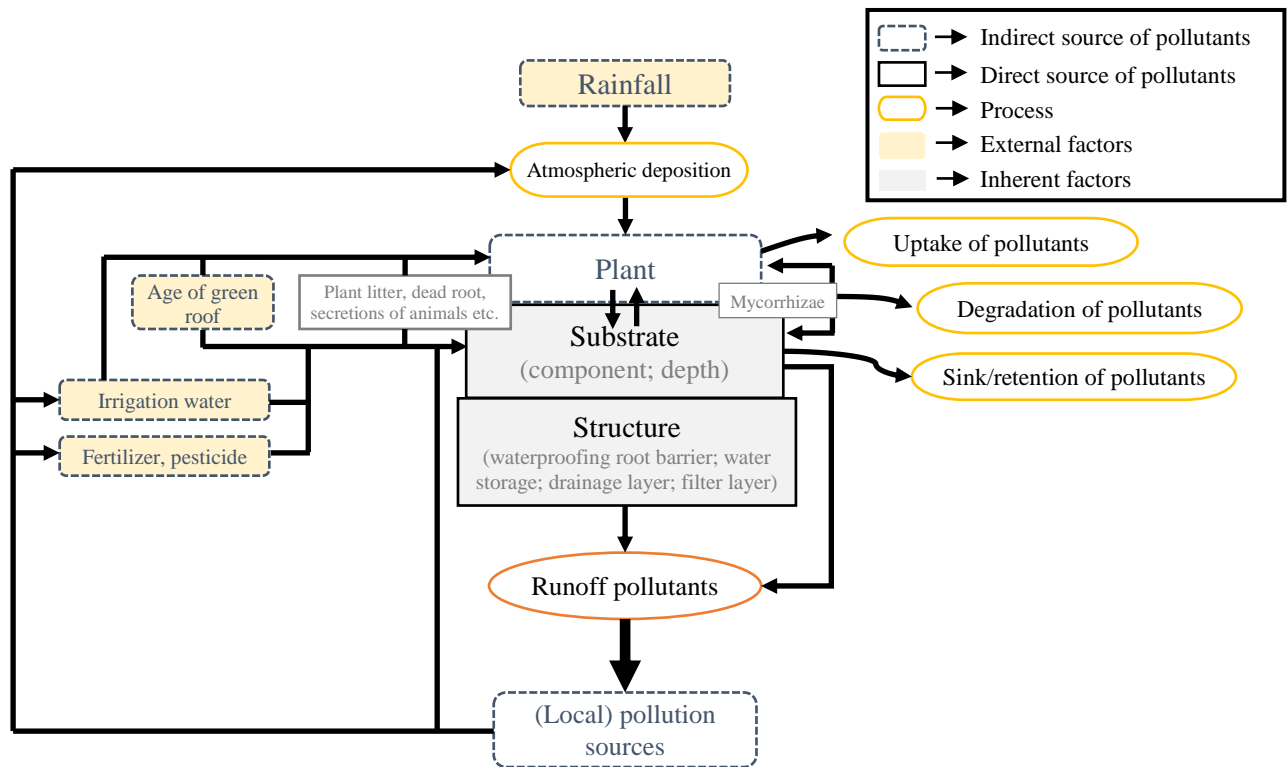 Indirect source of pollutants
Direct source of pollutants
Process
External factors
Inherent factors
Rainfall
Atmospheric deposition
Plant
Uptake of pollutants
Age of green
roof
Plant litter, dead root,
secretions of animals etc.
Mycorrhizae
Degradation of pollutants
Substrate
(component; depth)
Sink/retention of pollutants
Irrigation water
Fertilizer, pesticide
Structure
(waterproofing root barrier; water
storage; drainage layer; filter layer)
Runoff pollutants
(Local) pollution
sources